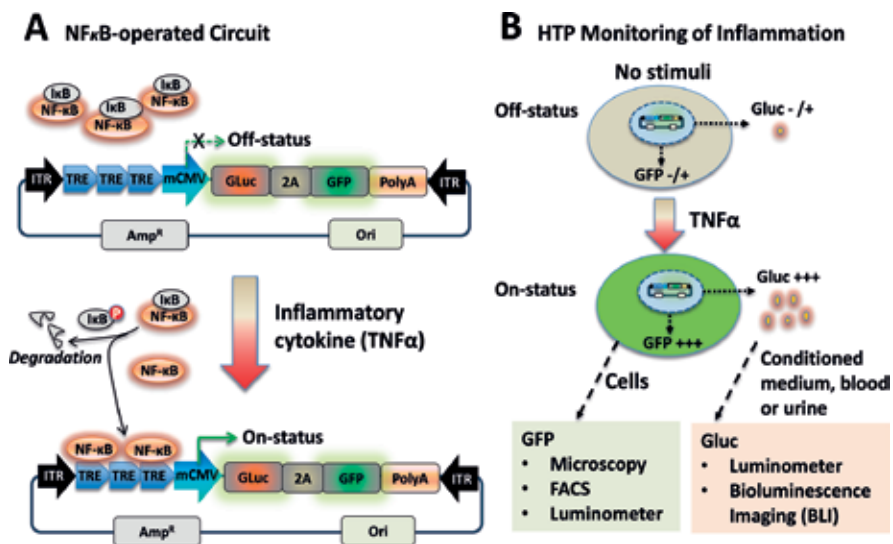 A NFκB-operated Circuit
IκB
NF-κB
IκB
NF-κB
IκB
NF-κB
X
Off-status
ITR TRE TRE TRE mCMV GLuc 2A GFP PolyA ITR
Amp^R Ori
IκB P
IκB
NF-κB
Degradation
NF-κB
Inflammatory
cytokine (TNFα)
NF-κB NF-κB
On-status
ITR TRE TRE TRE mCMV GLuc 2A GFP PolyA ITR
Amp^R Ori
B HTP Monitoring of Inflammation
No stimuli
Off-status
Gluc -/+
GFP -/+
TNFα
On-status
Gluc +++
GFP +++
Cells
Conditioned
medium, blood
or urine
GFP
• Microscopy
• FACS
• Luminometer
Gluc
• Luminometer
• Bioluminescence
Imaging (BLI)